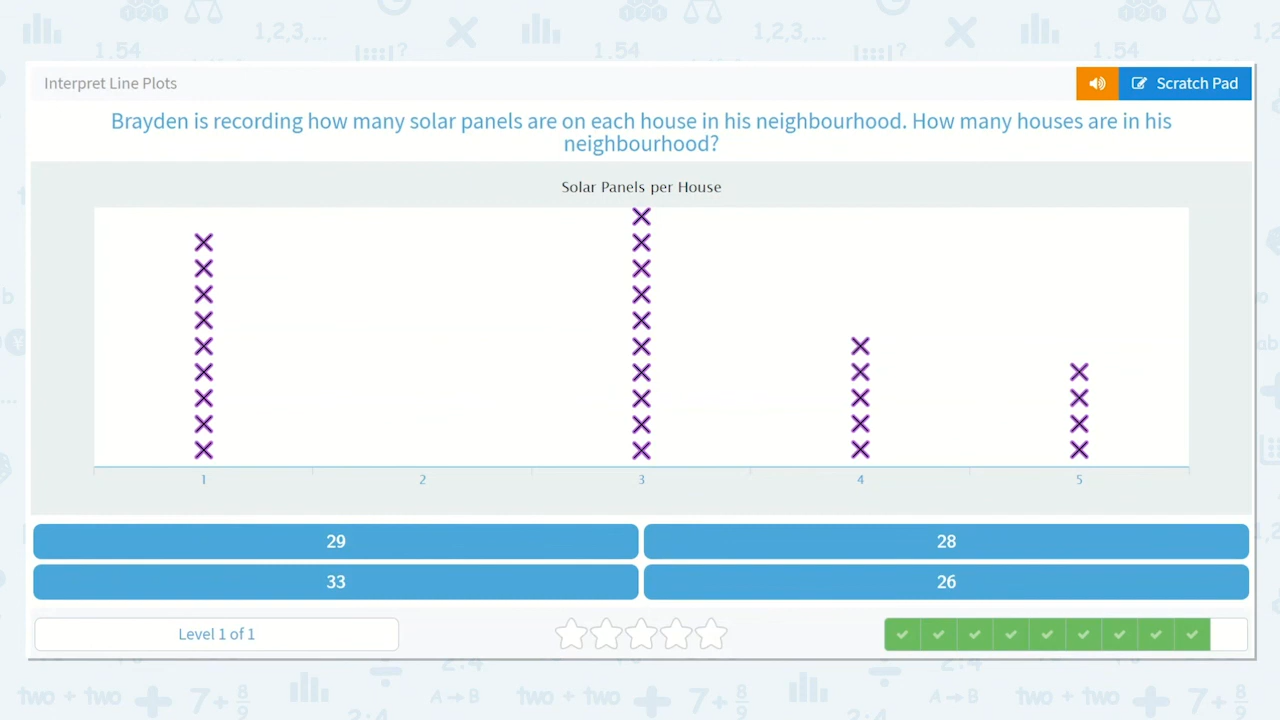 Interpret Line Plots
Scratch Pad
Brayden is recording how many solar panels are on each house in his neighbourhood. How many houses are in his
neighbourhood?
Solar Panels per House
1 2 3 4 5
29
28
33
26
Level 1 of 1